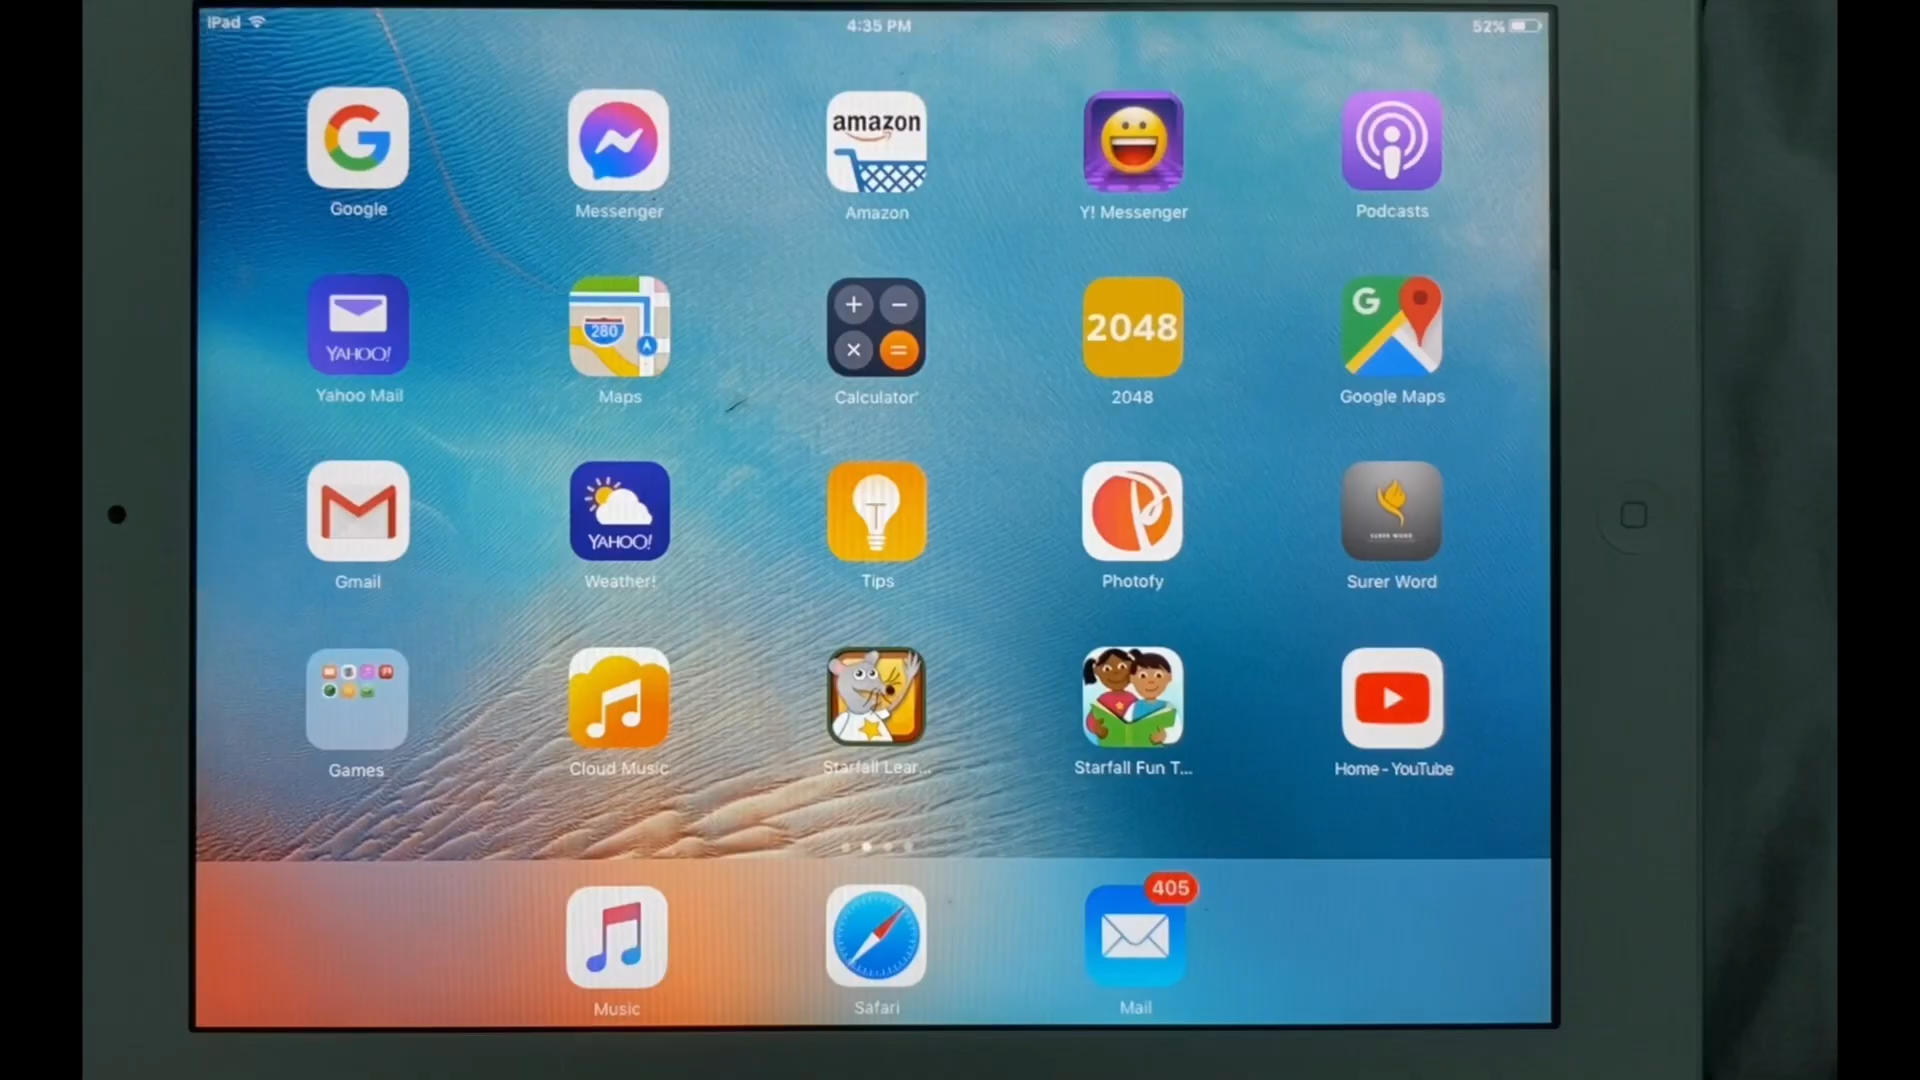 iPad 4:35 PM 52%
amazon
Google Messenger Amazon Y! Messenger Podcasts
YAHOO! 280 + − × = 2048 G
Yahoo Mail Maps Calculator' 2048 Google Maps
YAHOO! T SURER WORD
Gmail Weather! Tips Photofy Surer Word
Games Cloud Music Starfall Lear... Starfall Fun T... Home - YouTube
405
Music Safari Mail